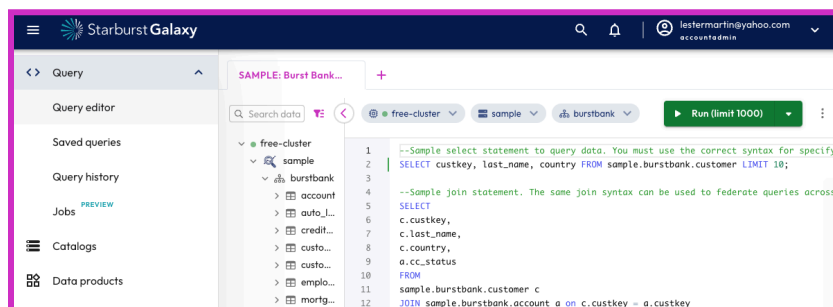 Starburst Galaxy
lestermartin@yahoo.com
accountadmin
Query
Query editor
Saved queries
Query history
Jobs PREVIEW
Catalogs
Data products
SAMPLE: Burst Bank...
+
Search data
free-cluster
sample
burstbank
Run (limit 1000)
free-cluster
sample
burstbank
account
auto_l...
credit...
custo...
custo...
emplo...
mortg...
1 --Sample select statement to query data. You must use the correct syntax for specify
2 SELECT custkey, last_name, country FROM sample.burstbank.customer LIMIT 10;
3
4 --Sample join statement. The same join syntax can be used to federate queries across
5 SELECT
6 c.custkey,
7 c.last_name,
8 c.country,
9 a.cc_status
10 FROM
11 sample.burstbank.customer c
12 JOIN sample.burstbank.account a on c.custkey = a.custkey